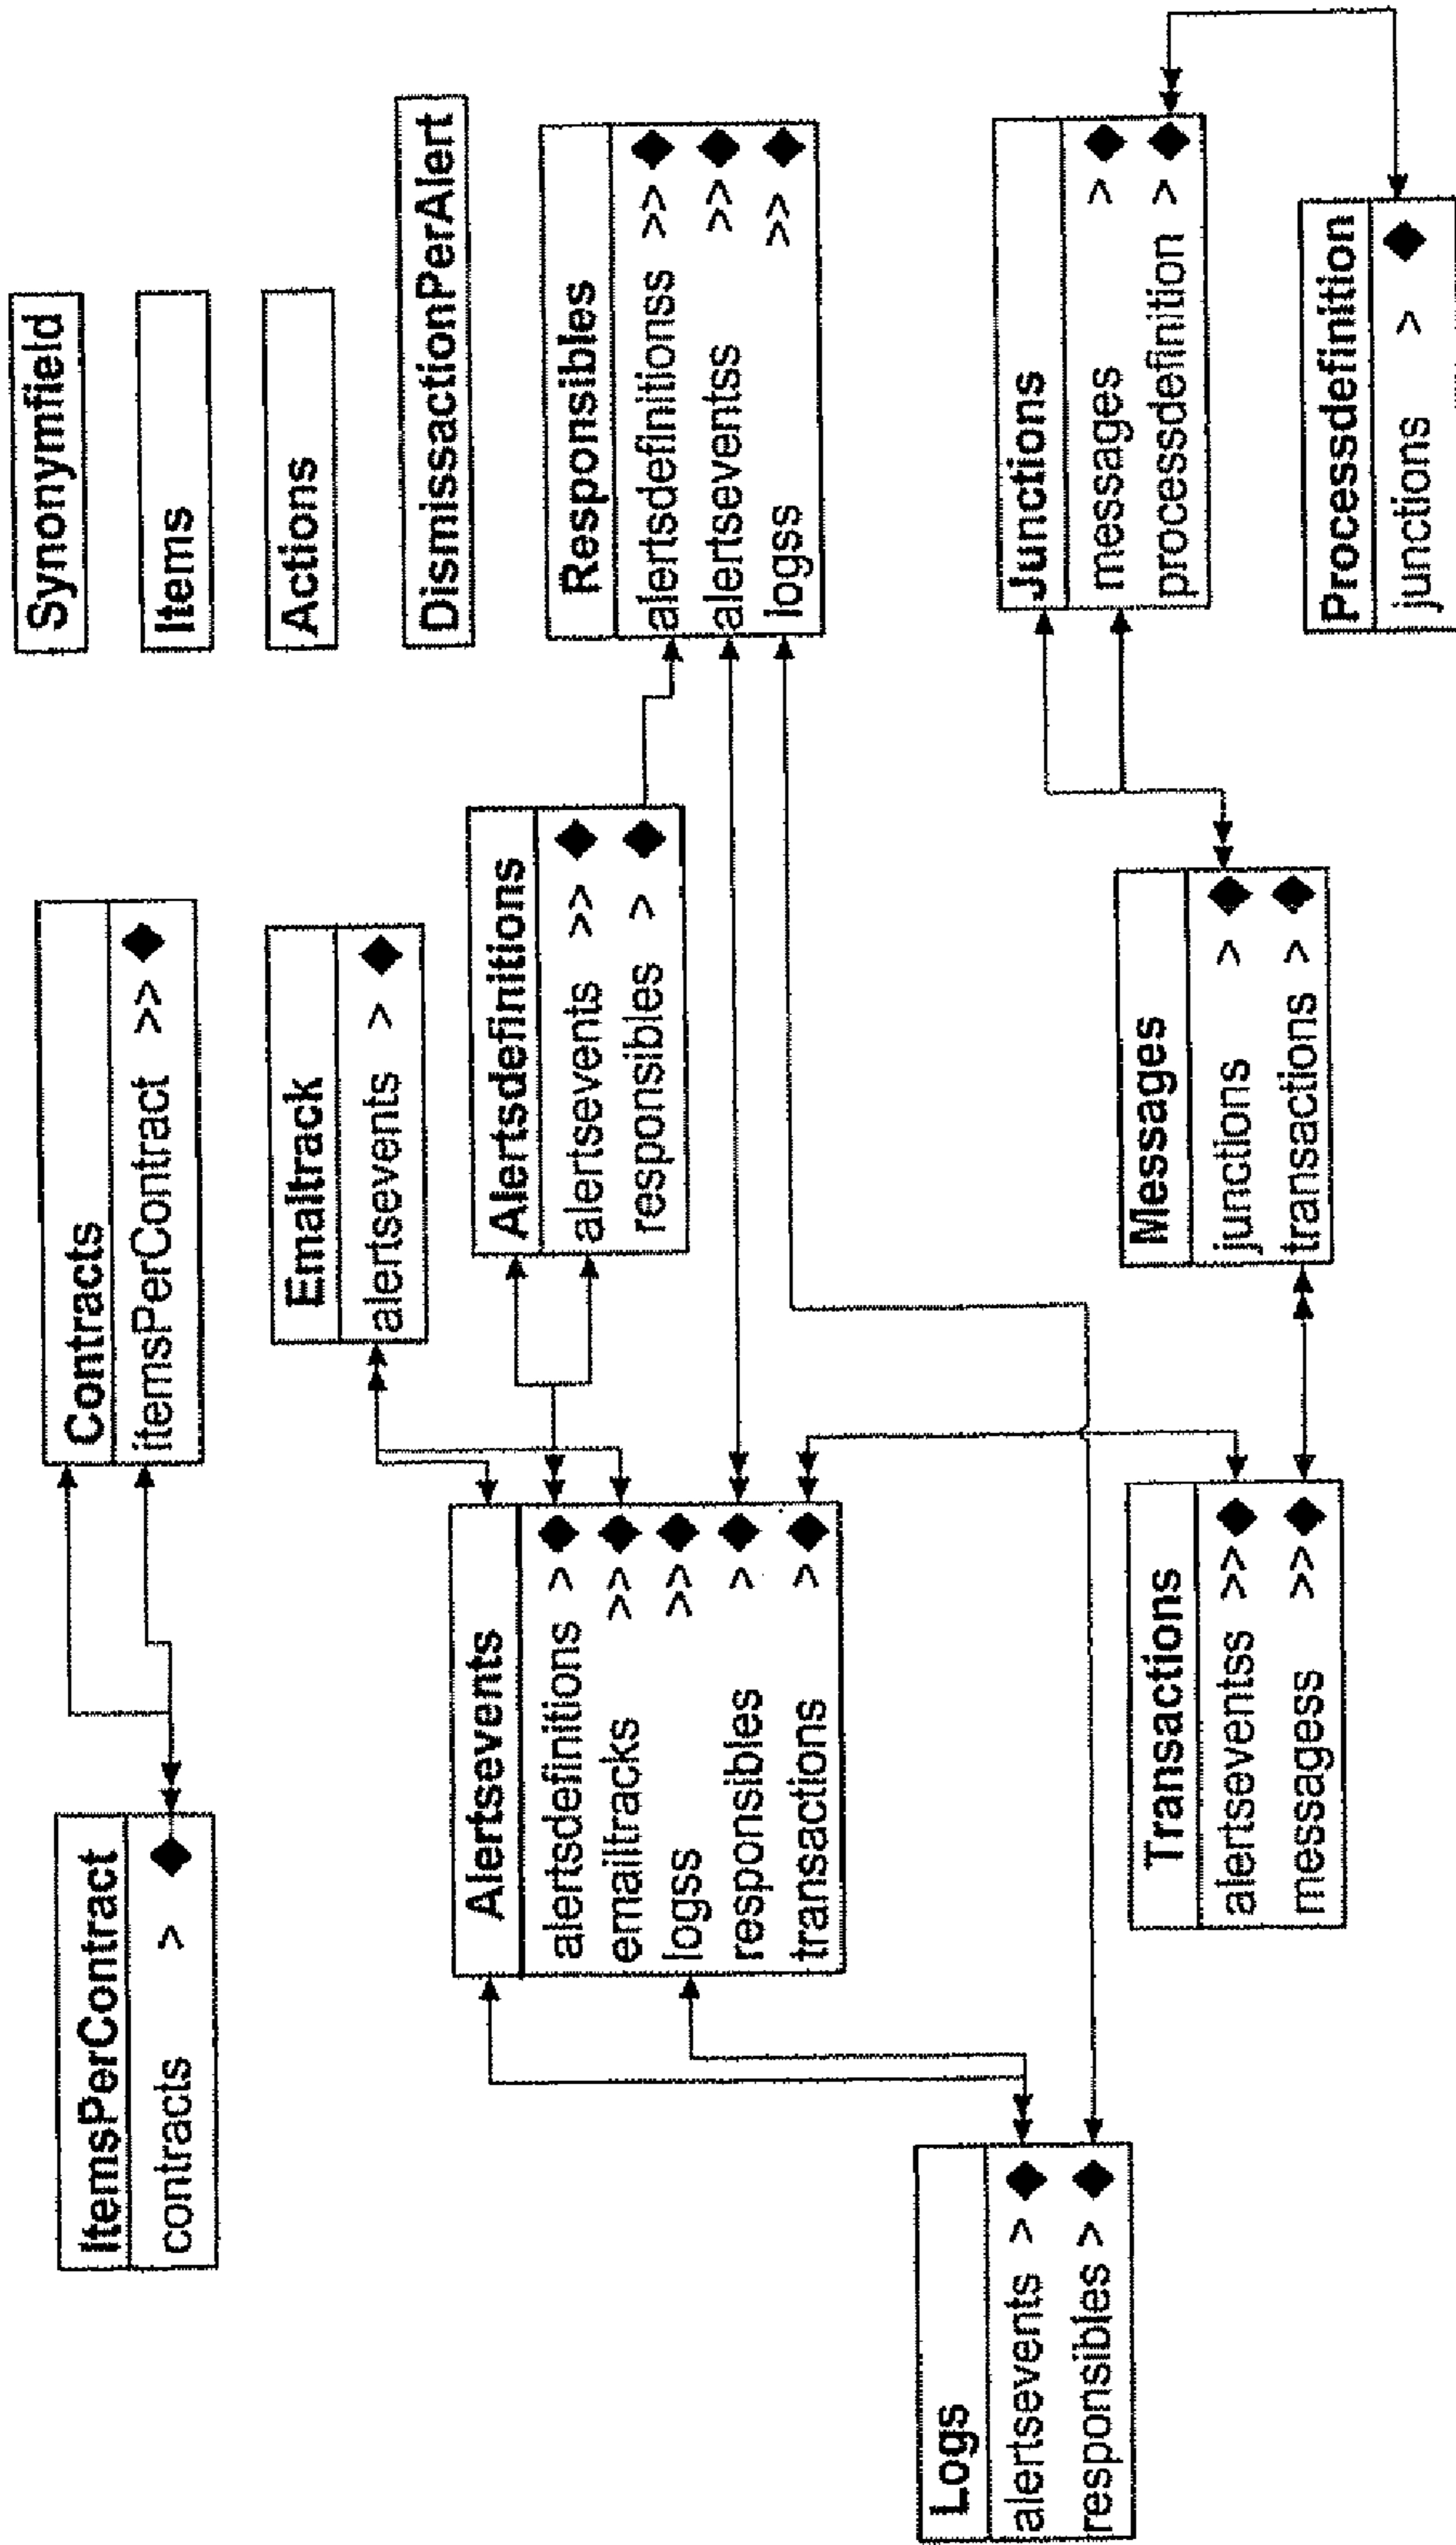 ItemsPerContract
contracts >
Contracts
itemsPerContract >>
Synonymfield
Items
Actions
Emaltrack
alertsevents >
DismissactionPerAlert
Alertsevents
alertsdefinitions >
emailtracks >>
logss >>
responsibles >
transactions >
Alertsdefinitions
alertsevents >>
responsibles >
Responsibles
alertsdefinitionss >>
alertseventss >>
logss >>
Logs
alertsevents >
responsibles >
Transactions
alertseventss >>
messagess >>
Messages
junctions >
transactions >
Junctions
messages >
processdefinition >
Processdefinition
junctions >